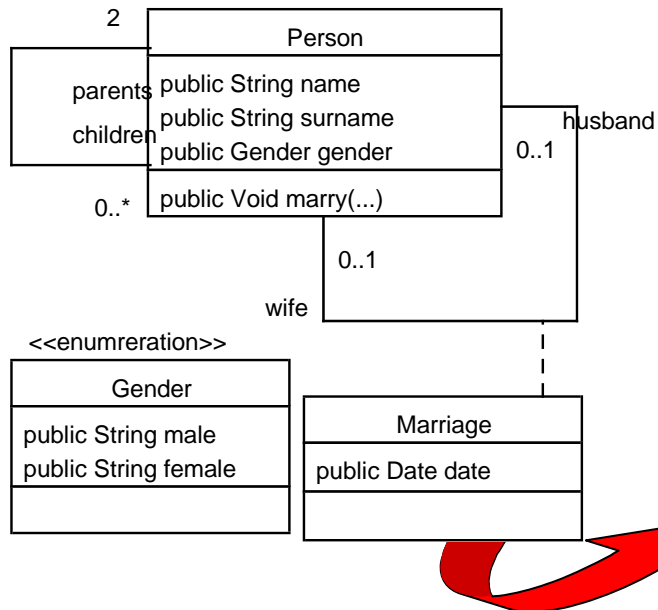 2
Person
parents
public String name
public String surname
husband
children
public Gender gender
0..1
0..*
public Void marry(...)
0..1
wife
<<enumreration>>
Gender
Marriage
public String male
public String female
public Date date